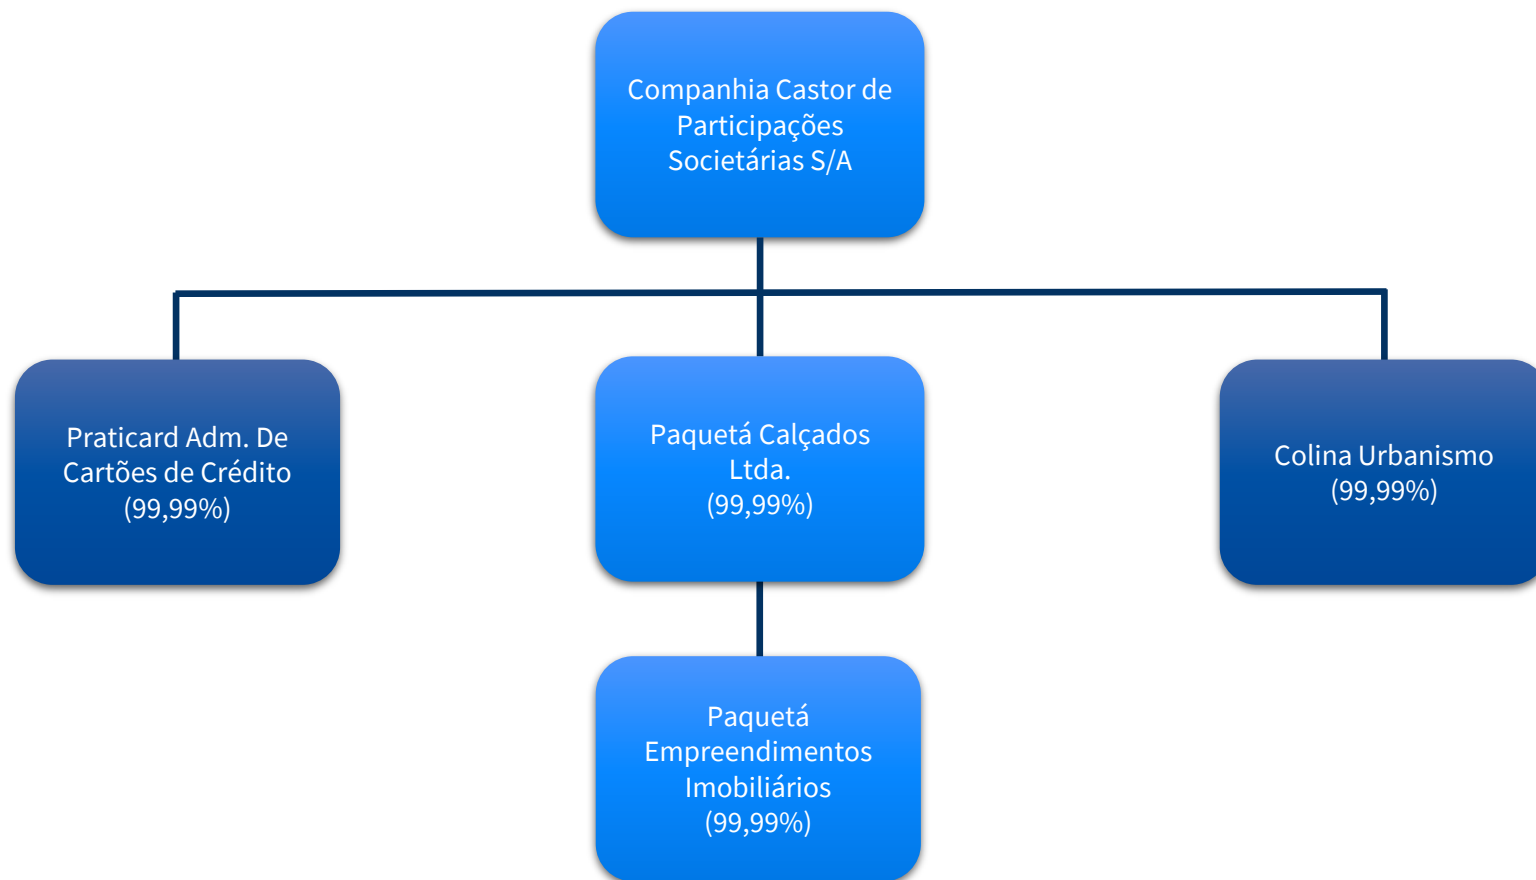 Companhia Castor de
Participações
Societárias S/A
Praticard Adm. De
Cartões de Crédito
(99,99%)
Paquetá Calçados
Ltda.
(99,99%)
Colina Urbanismo
(99,99%)
Paquetá
Empreendimentos
Imobiliários
(99,99%)